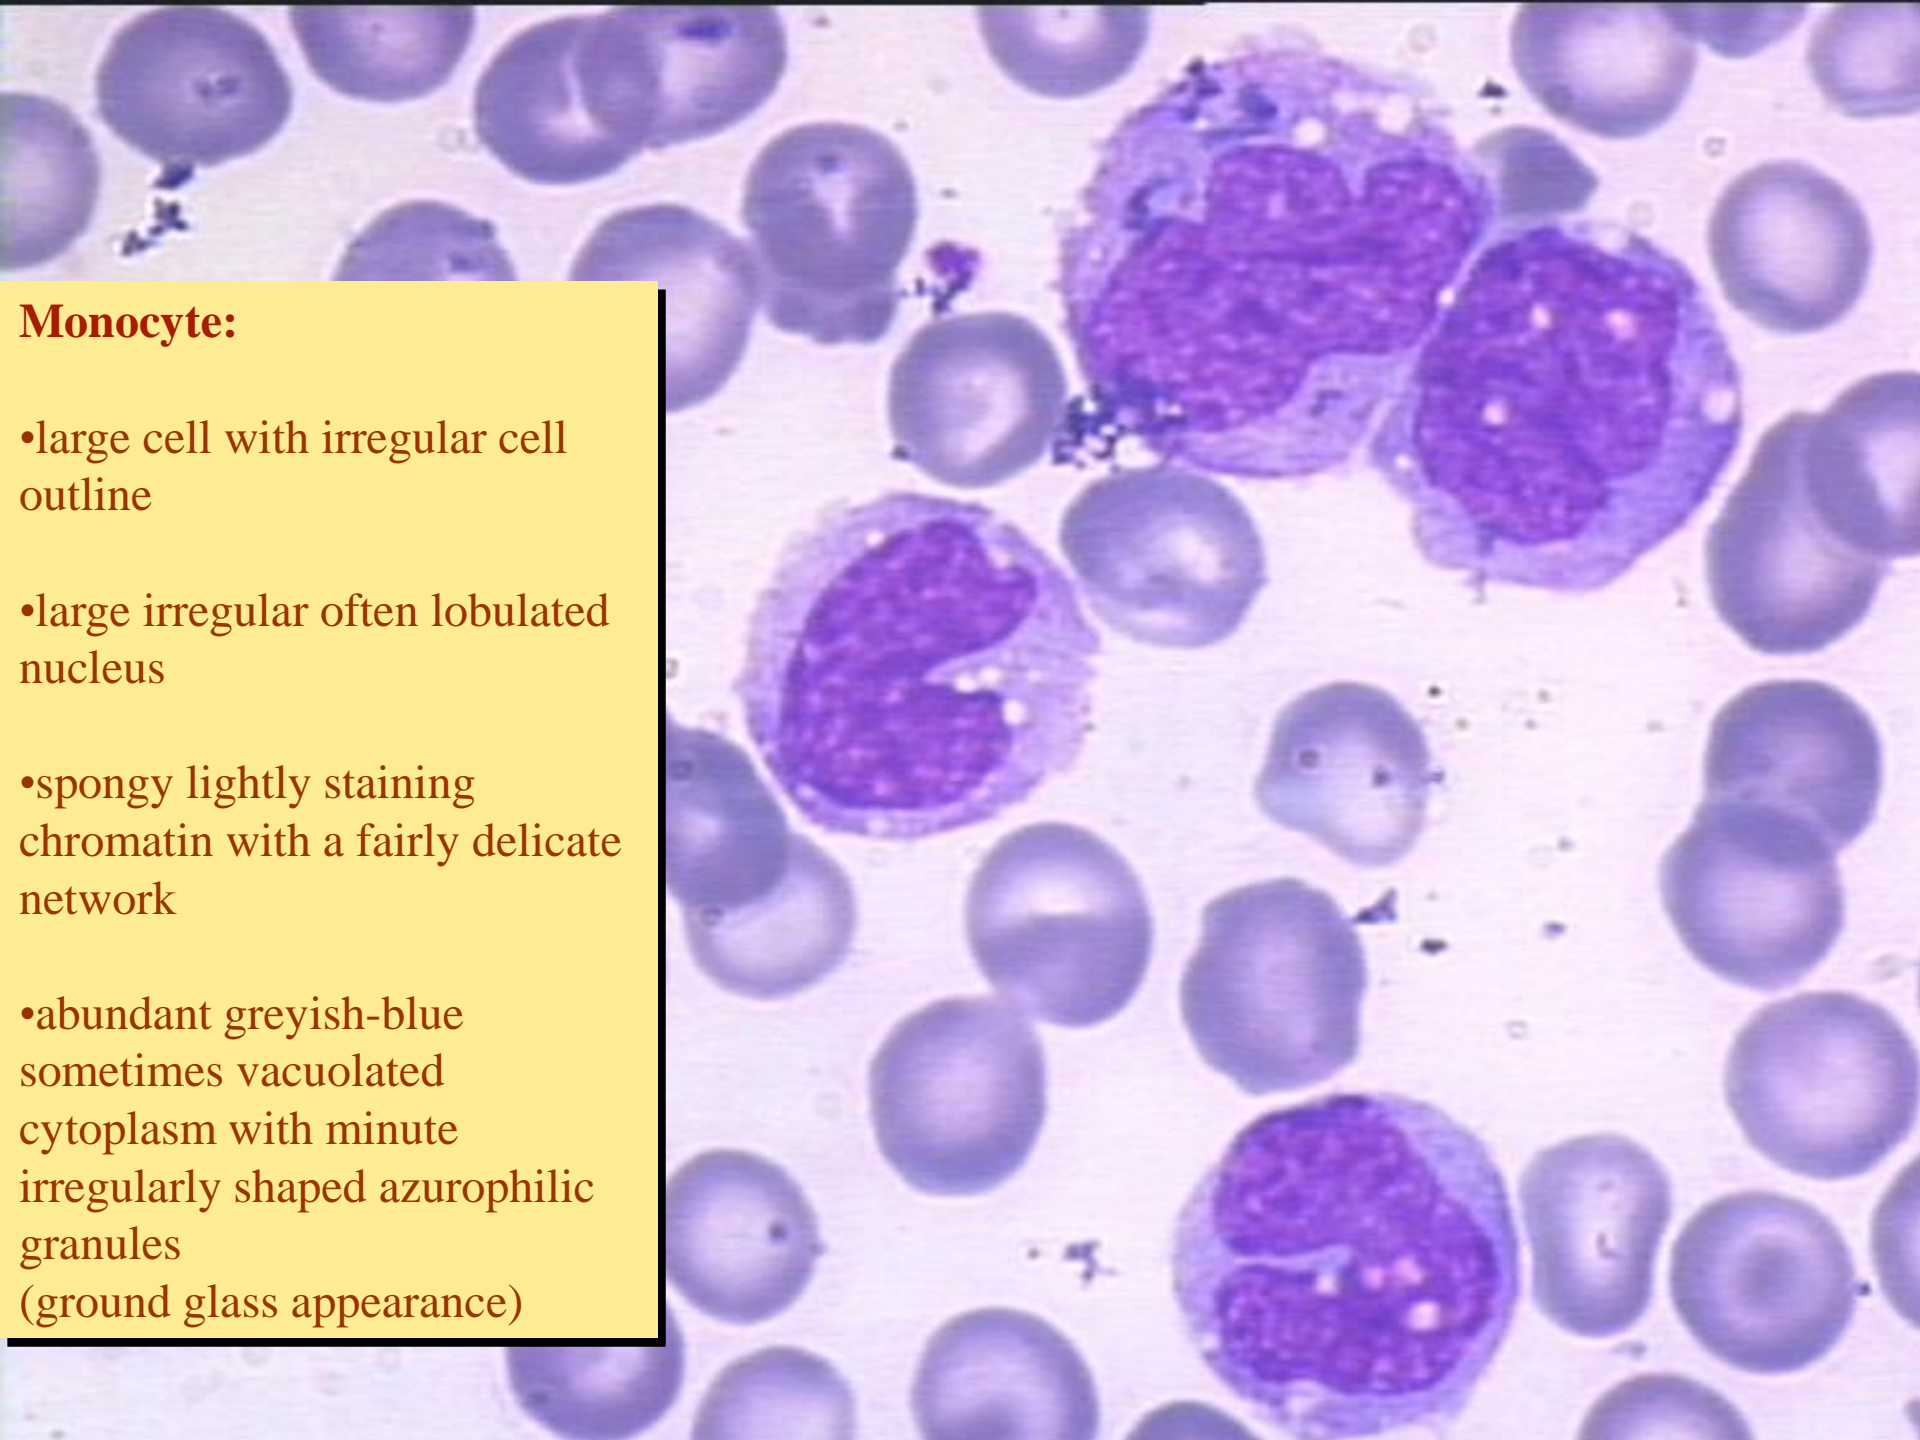 Monocyte:
•large cell with irregular cell
outline
•large irregular often lobulated
nucleus
•spongy lightly staining
chromatin with a fairly delicate
network
•abundant greyish-blue
sometimes vacuolated
cytoplasm with minute
irregularly shaped azurophilic
granules
(ground glass appearance)